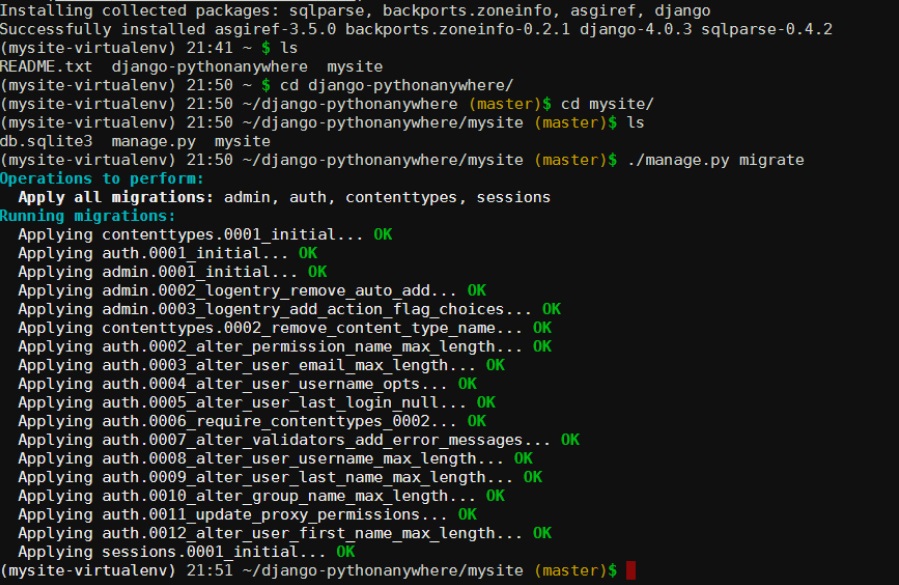 Installing collected packages: sqlparse, backports.zoneinfo, asgiref, django
Successfully installed asgiref-3.5.0 backports.zoneinfo-0.2.1 django-4.0.3 sqlparse-0.4.2
(mysite-virtualenv) 21:41 ~ $ ls
README.txt  django-pythonanywhere  mysite
(mysite-virtualenv) 21:50 ~ $ cd django-pythonanywhere/
(mysite-virtualenv) 21:50 ~/django-pythonanywhere (master)$ cd mysite/
(mysite-virtualenv) 21:50 ~/django-pythonanywhere/mysite (master)$ ls
db.sqlite3  manage.py  mysite
(mysite-virtualenv) 21:50 ~/django-pythonanywhere/mysite (master)$ ./manage.py migrate
Operations to perform:
  Apply all migrations: admin, auth, contenttypes, sessions
Running migrations:
  Applying contenttypes.0001_initial... OK
  Applying auth.0001_initial... OK
  Applying admin.0001_initial... OK
  Applying admin.0002_logentry_remove_auto_add... OK
  Applying admin.0003_logentry_add_action_flag_choices... OK
  Applying contenttypes.0002_remove_content_type_name... OK
  Applying auth.0002_alter_permission_name_max_length... OK
  Applying auth.0003_alter_user_email_max_length... OK
  Applying auth.0004_alter_user_username_opts... OK
  Applying auth.0005_alter_user_last_login_null... OK
  Applying auth.0006_require_contenttypes_0002... OK
  Applying auth.0007_alter_validators_add_error_messages... OK
  Applying auth.0008_alter_user_username_max_length... OK
  Applying auth.0009_alter_user_last_name_max_length... OK
  Applying auth.0010_alter_group_name_max_length... OK
  Applying auth.0011_update_proxy_permissions... OK
  Applying auth.0012_alter_user_first_name_max_length... OK
  Applying sessions.0001_initial... OK
(mysite-virtualenv) 21:51 ~/django-pythonanywhere/mysite (master)$